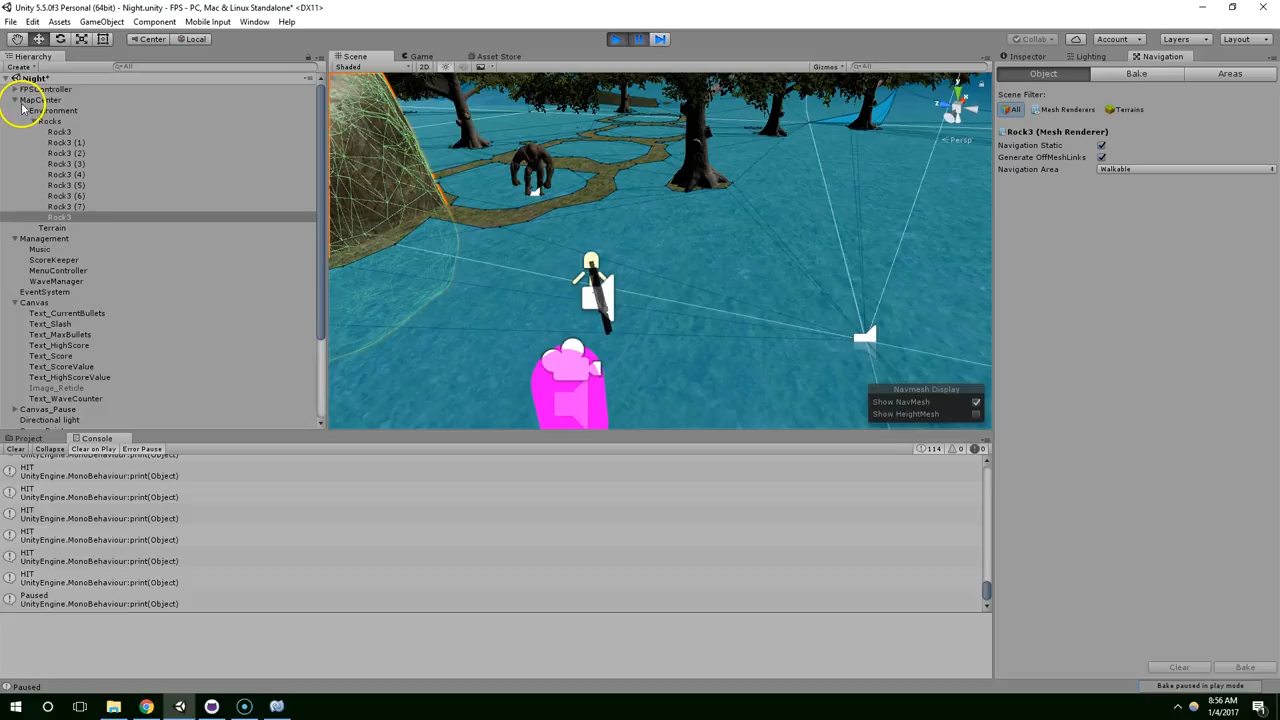 Unity 5.5.0f3 Personal (64bit) - Night.unity - FPS - PC, Mac & Linux Standalone* <DX11>
File Edit Assets GameObject Component Mobile Input Window Help
Center Local Collab Account Layers Layout
Hierarchy Scene Game Asset Store Inspector Lighting Navigation
Create All Shaded 2D Gizmos All
Object Bake Areas
Night*
FPSController
MapCenter
Environment
Rocks
Rock3
Rock3 (1)
Rock3 (2)
Rock3 (3)
Rock3 (4)
Rock3 (5)
Rock3 (6)
Rock3 (7)
Rock3
Terrain
Management
Music
ScoreKeeper
MenuController
WaveManager
EventSystem
Canvas
Text_CurrentBullets
Text_Slash
Text_MaxBullets
Text_HighScore
Text_Score
Text_ScoreValue
Text_HighScoreValue
Image_Reticle
Text_WaveCounter
Canvas_Pause
Directional light
y
x
z
Persp
Navmesh Display
Show NavMesh
Show HeightMesh
Scene Filter:
All Mesh Renderers Terrains
Rock3 (Mesh Renderer)
Navigation Static
Generate OffMeshLinks
Navigation Area Walkable
Project Console
Clear Collapse Clear on Play Error Pause 114 0 0
UnityEngine.MonoBehaviour:print(Object)
HIT
UnityEngine.MonoBehaviour:print(Object)
HIT
UnityEngine.MonoBehaviour:print(Object)
HIT
UnityEngine.MonoBehaviour:print(Object)
HIT
UnityEngine.MonoBehaviour:print(Object)
HIT
UnityEngine.MonoBehaviour:print(Object)
HIT
UnityEngine.MonoBehaviour:print(Object)
Paused
UnityEngine.MonoBehaviour:print(Object)
Clear Bake
Paused
Bake paused in play mode
8:56 AM
1/4/2017